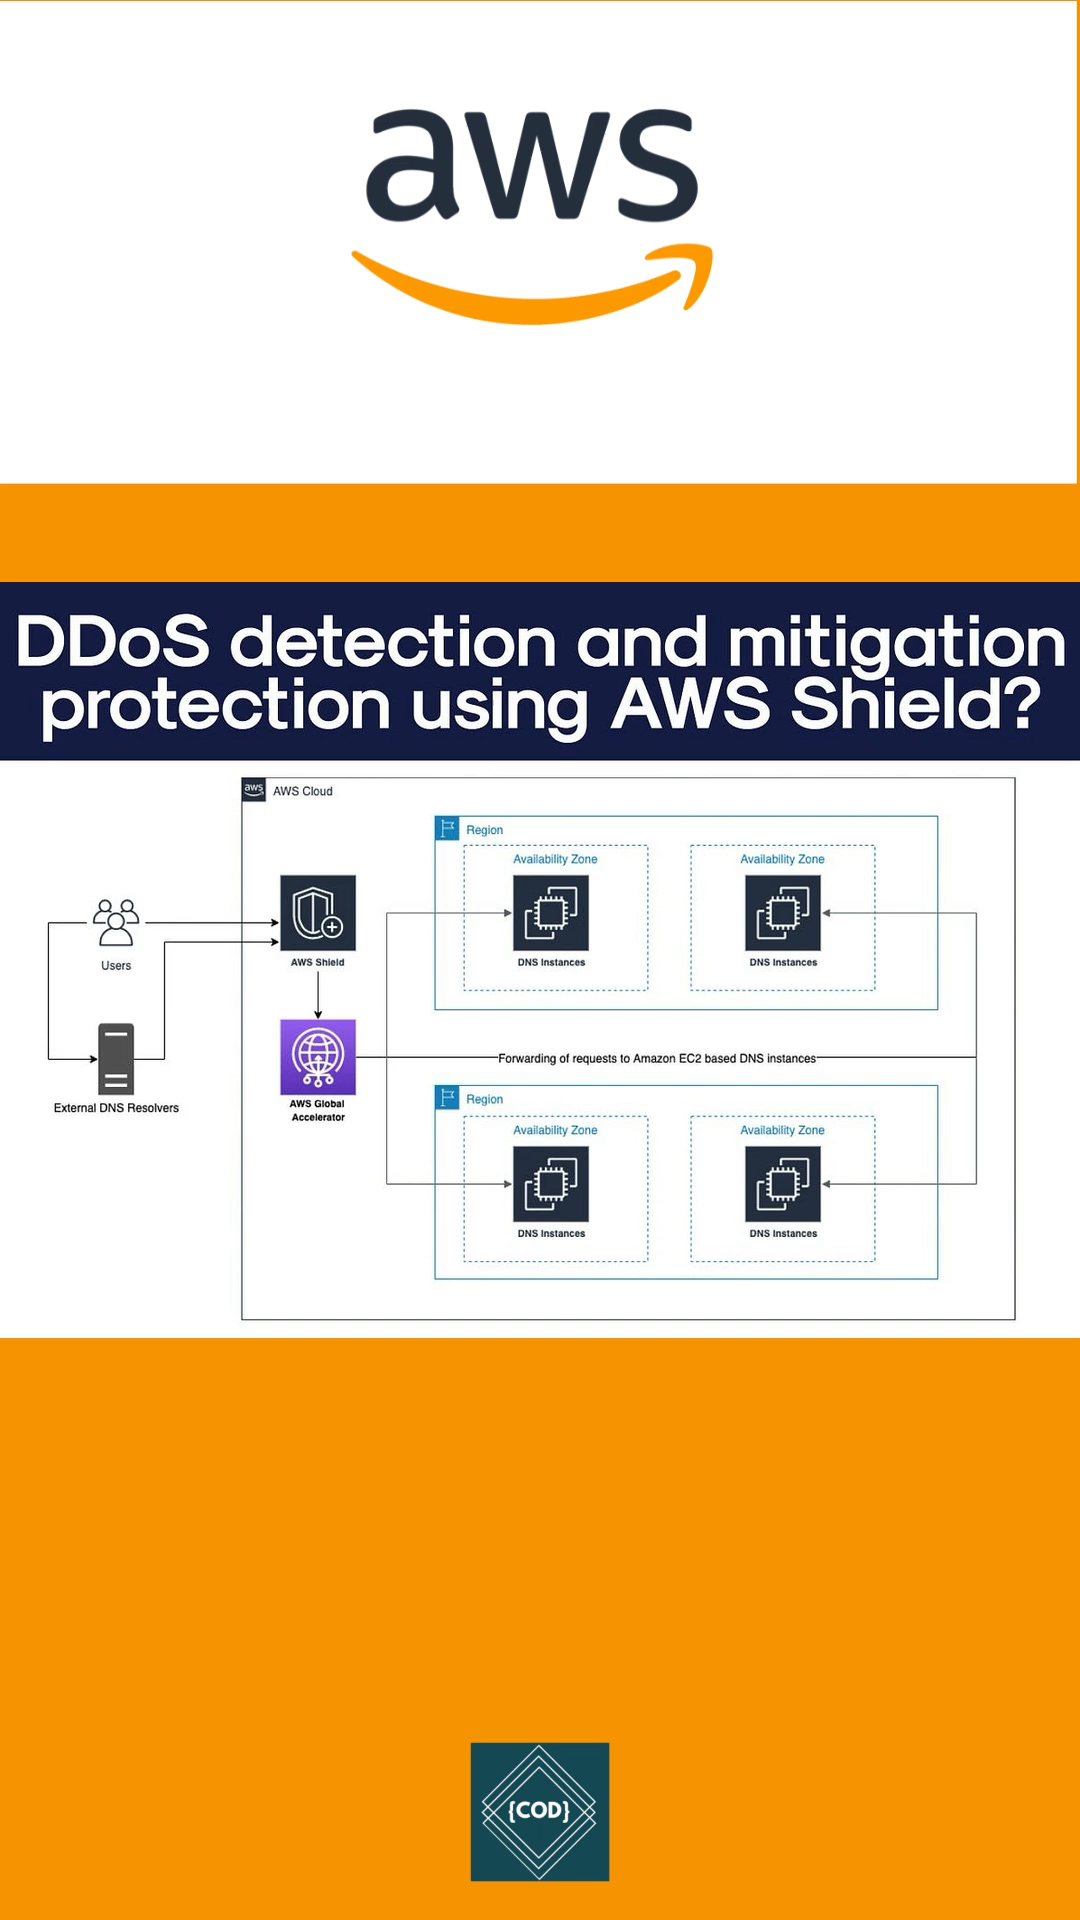 aws
DDoS detection and mitigation
protection using AWS Shield?
aws
AWS Cloud
Region
Availability Zone
Availability Zone
DNS Instances
DNS Instances
Users
AWS Shield
External DNS Resolvers
AWS Global
Accelerator
Forwarding of requests to Amazon EC2 based DNS instances
Region
Availability Zone
Availability Zone
DNS Instances
DNS Instances
{COD}